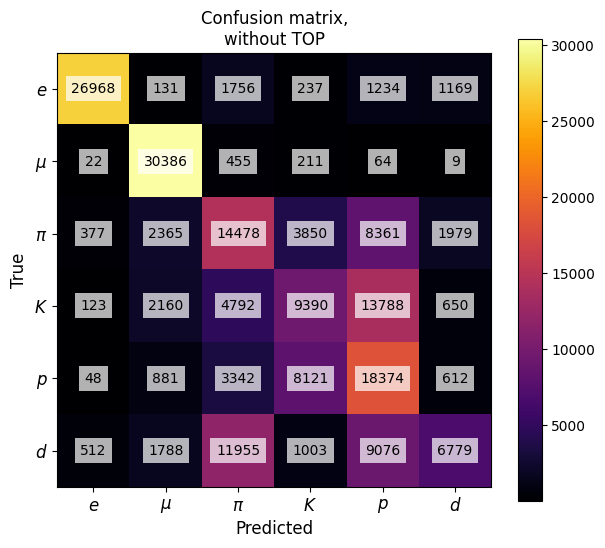 Confusion matrix,
without TOP
True
e 26968 131 1756 237 1234 1169
μ 22 30386 455 211 64 9
π 377 2365 14478 3850 8361 1979
K 123 2160 4792 9390 13788 650
p 48 881 3342 8121 18374 612
d 512 1788 11955 1003 9076 6779
e μ π K p d
Predicted
30000
25000
20000
15000
10000
5000